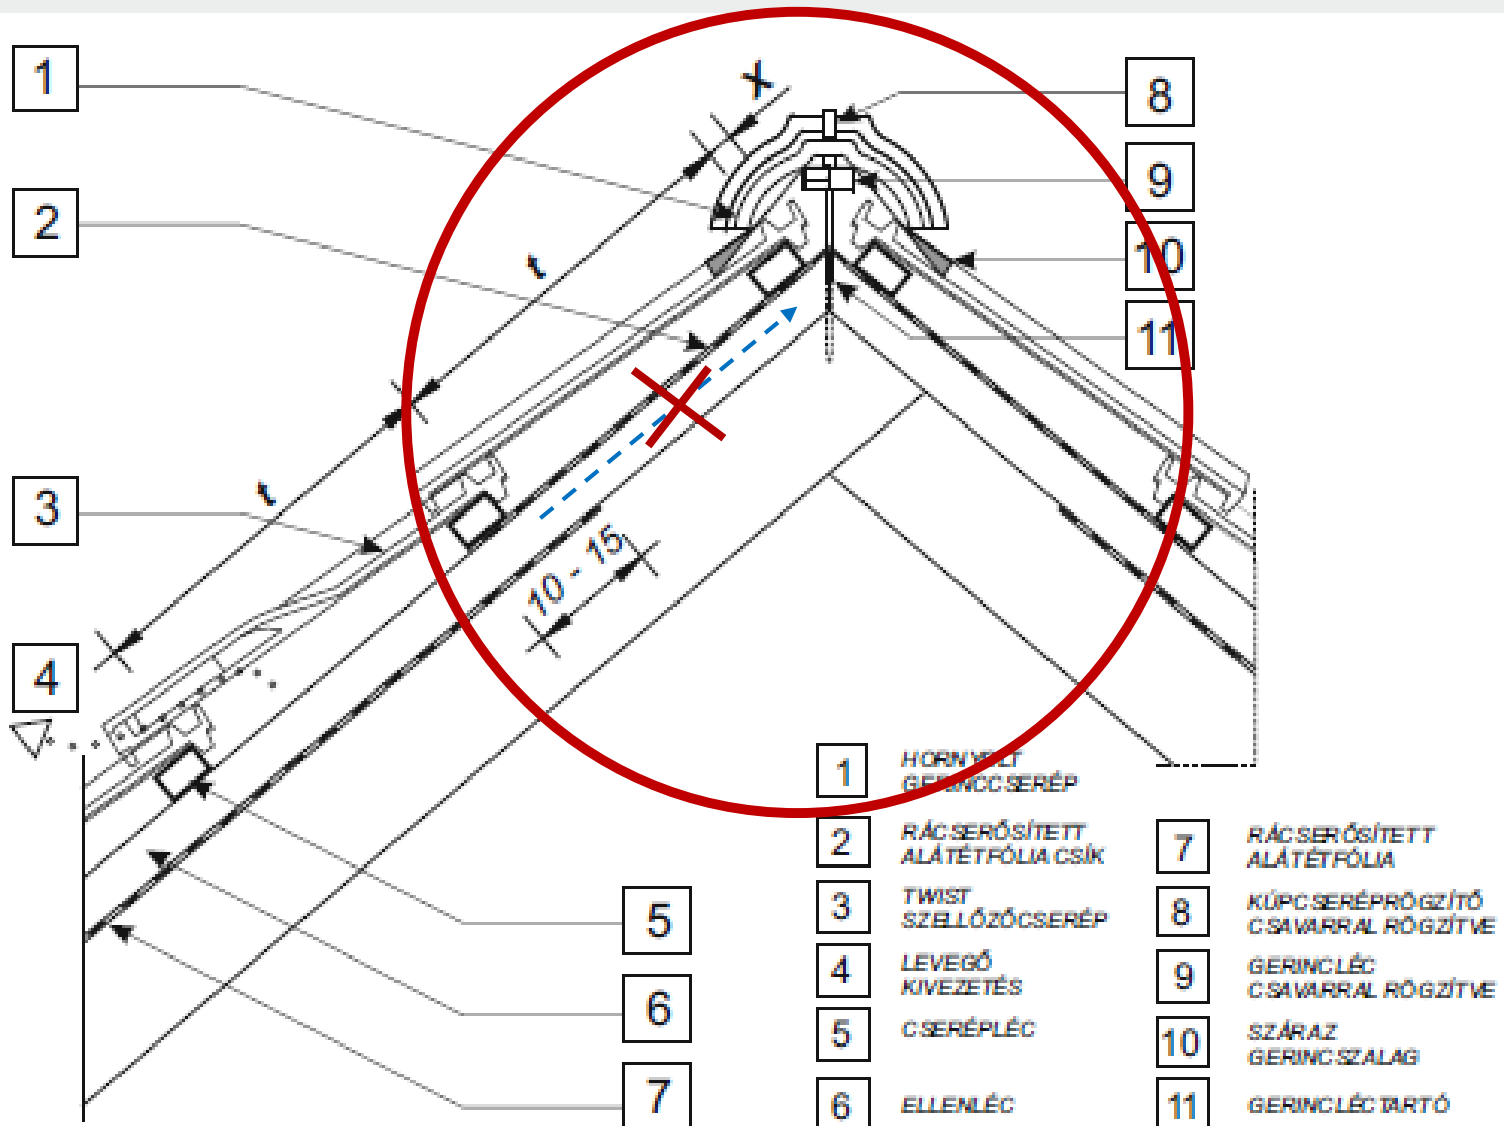 1
X
8
9
2
10
t
11
3
t
10 - 15
4
5
6
7
1 HORNYOLT
GERINCCSERÉP
2 RÁCSERŐSÍTETT
ALÁTÉTFÓLIA CSÍK
3 TWIST
SZELLŐZŐCSERÉP
4 LEVEGŐ
KIVEZETÉS
5 CSERÉPLÉC
6 ELLENLÉC
7 RÁCSERŐSÍTETT
ALÁTÉTFÓLIA
8 KÚPCSERÉPRÖGZÍTŐ
CSAVARRAL RÖGZÍTVE
9 GERINCLÉC
CSAVARRAL RÖGZÍTVE
10 SZÁRAZ
GERINCSZALAG
11 GERINCLÉCTARTÓ